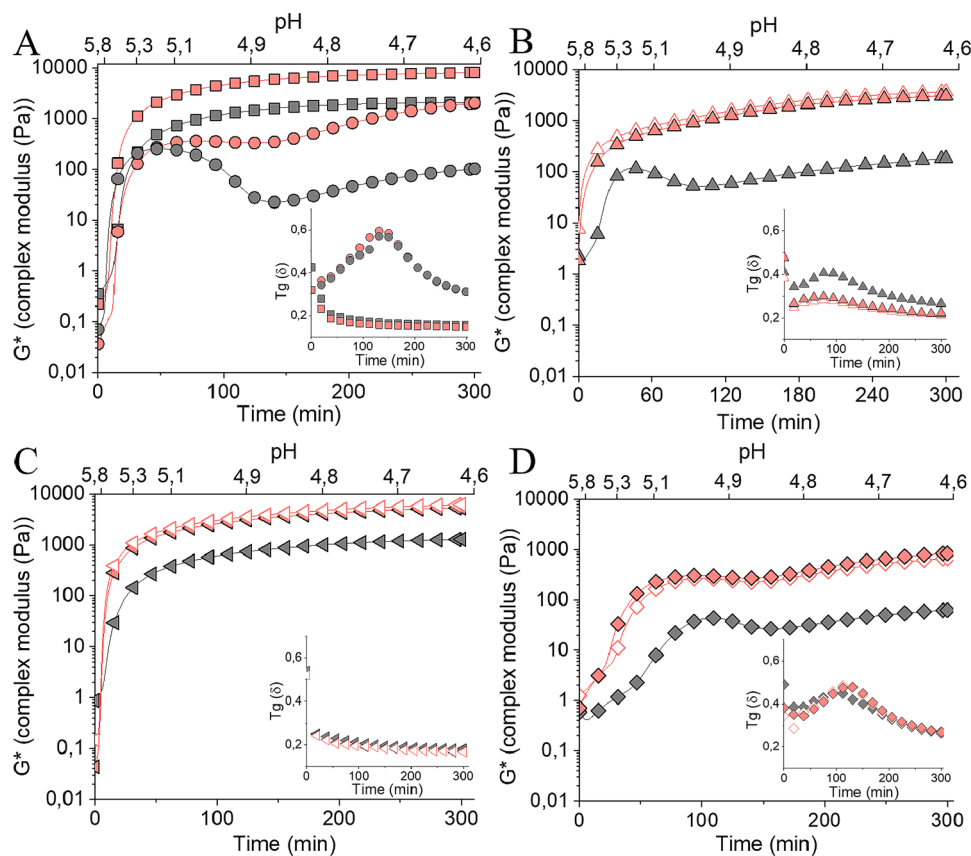 A
pH
5,8 5,3 5,1 4,9 4,8 4,7 4,6
G* (complex modulus (Pa))
10000
1000
100
10
1
0,1
0,01
0 100 200 300
Time (min)
Tg (δ)
0,6
0,4
0,2
0 100 200 300
Time (min)
B
pH
5,8 5,3 5,1 4,9 4,8 4,7 4,6
G* (complex modulus (Pa))
10000
1000
100
10
1
0,1
0,01
0 60 120 180 240 300
Time (min)
Tg (δ)
0,6
0,4
0,2
0 100 200 300
Time (min)
C
pH
5,8 5,3 5,1 4,9 4,8 4,7 4,6
G* (complex modulus (Pa))
10000
1000
100
10
1
0,1
0,01
0 100 200 300
Time (min)
Tg (δ)
0,6
0,4
0,2
0 100 200 300
Time (min)
D
pH
5,8 5,3 5,1 4,9 4,8 4,7 4,6
G* (complex modulus (Pa))
10000
1000
100
10
1
0,1
0,01
0 100 200 300
Time (min)
Tg (δ)
0,6
0,4
0,2
0 100 200 300
Time (min)